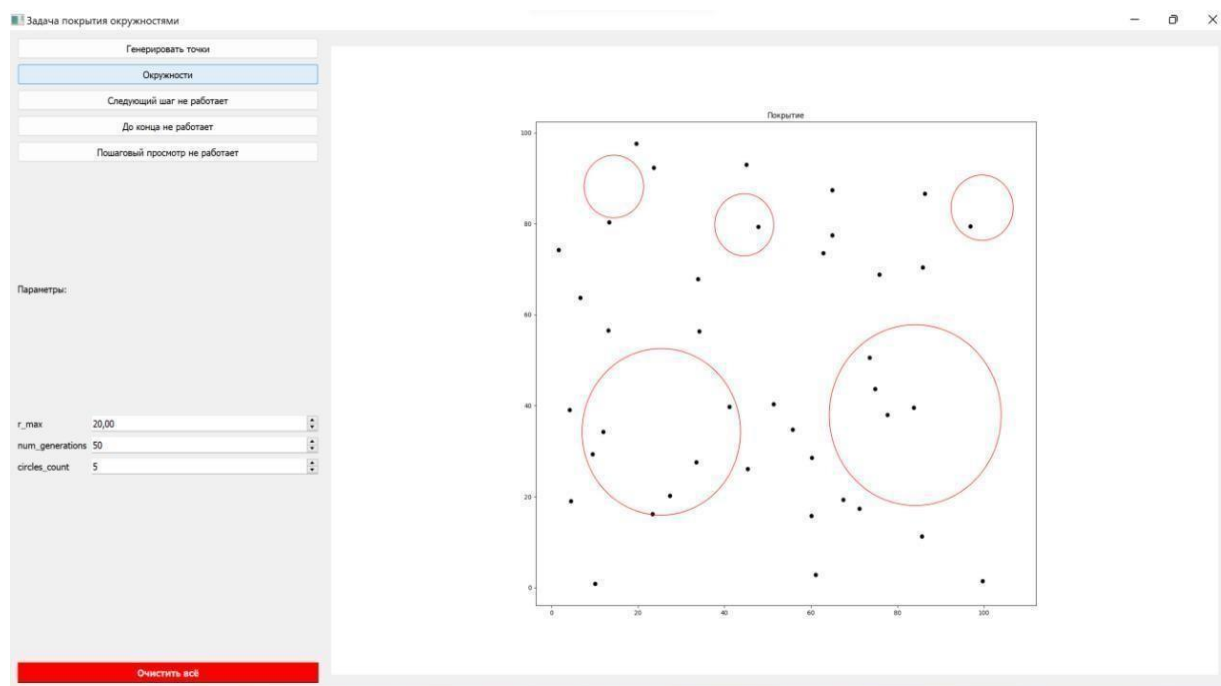 Задача покрытия окружностями
Генерировать точки
Окружности
Следующий шаг не работает
До конца не работает
Пошаговый просмотр не работает
Параметры:
r_max 20,00
num_generations 50
circles_count 5
Очистить всё
Покрытие
100
80
60
40
20
0
0 20 40 60 80 100